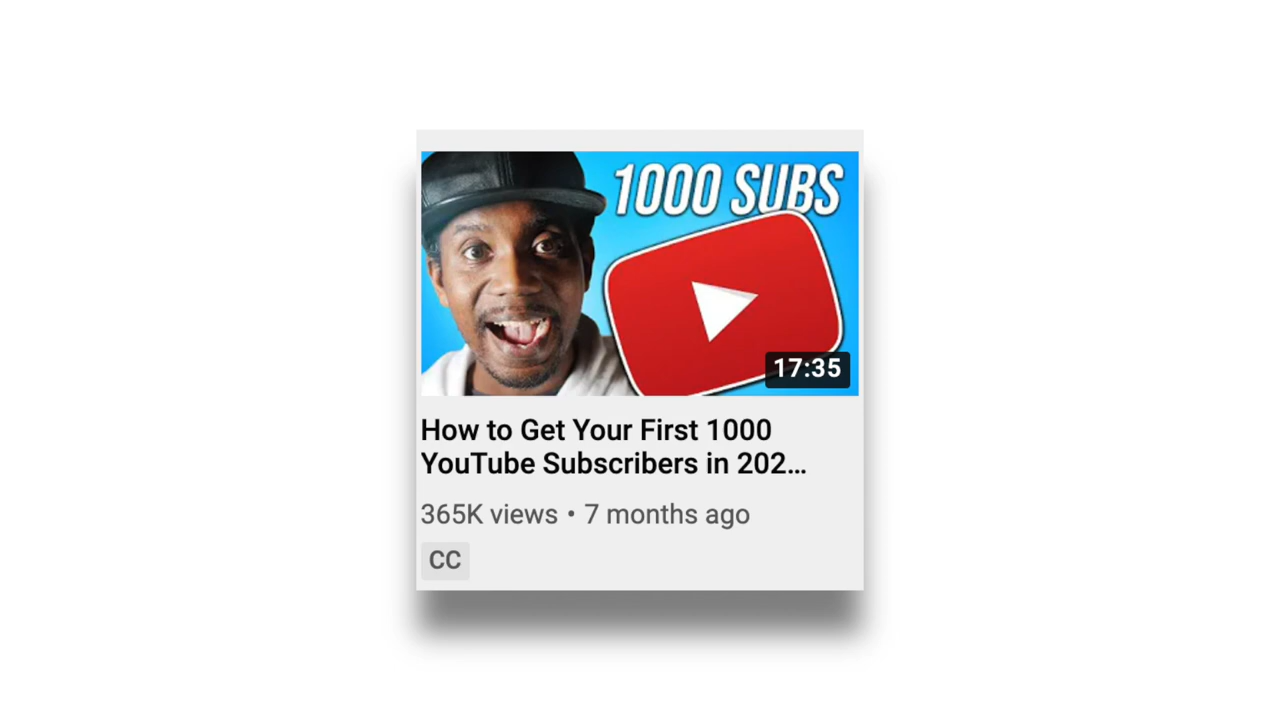 1000 SUBS
17:35
How to Get Your First 1000
YouTube Subscribers in 202...
365K views • 7 months ago
CC